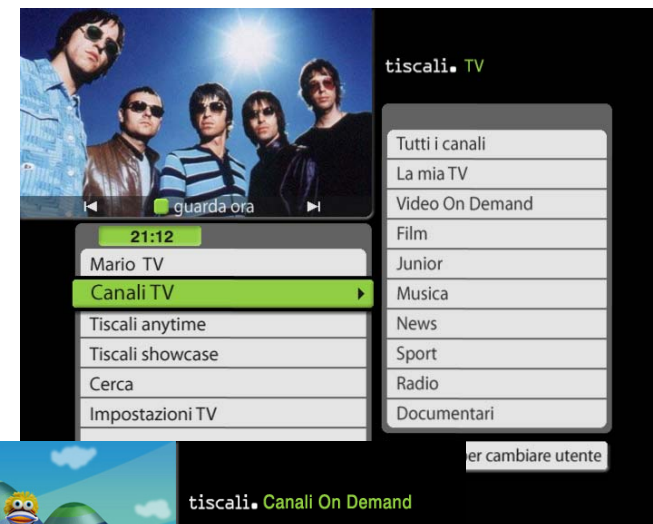 tiscali. TV
guarda ora
21:12
Mario TV
Canali TV
Tiscali anytime
Tiscali showcase
Cerca
Impostazioni TV
Tutti i canali
La mia TV
Video On Demand
Film
Junior
Musica
News
Sport
Radio
Documentari
per cambiare utente
tiscali. Canali On Demand